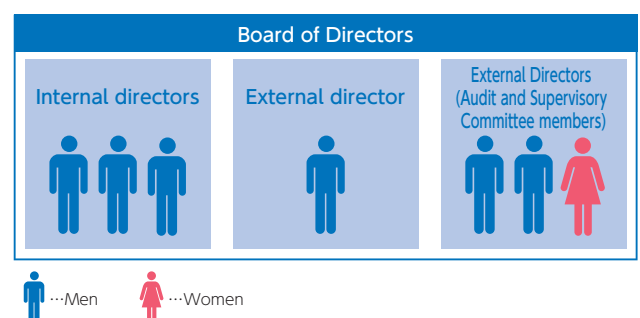 Board of Directors
Internal directors
External director
External Directors
(Audit and Supervisory
Committee members)
…Men
…Women